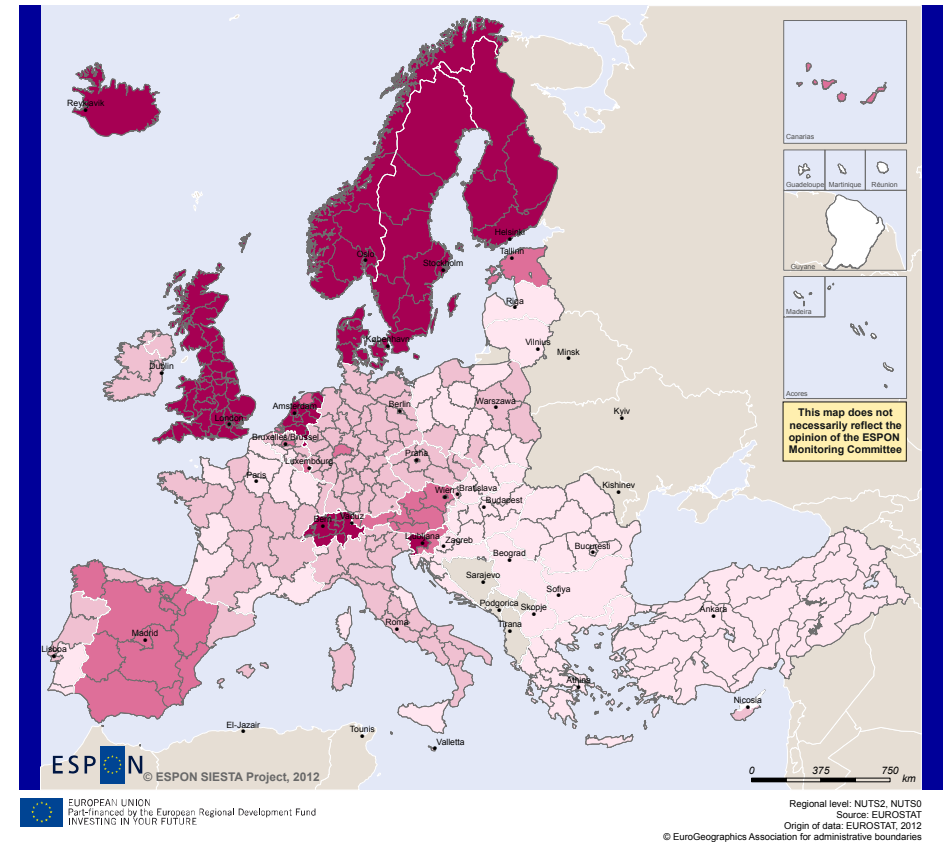 Reykjavik
Canarias
Guadeloupe
Martinique
Réunion
Guyane
Madeira
Acores
Helsinki
Tallinn
Oslo
Stockholm
Riga
København
Vilnius
Minsk
Dublin
Amsterdam
Berlin
Warszawa
London
Kyiv
Bruxelles/Brussel
Luxembourg
Praha
Paris
Wien
Bratislava
Kishinev
Budapest
Bern
Vaduz
Ljubljana
Zagreb
Beograd
Bucuresti
Sarajevo
Sofiya
Podgorica
Skopje
Ankara
Madrid
Roma
Tirana
Lisboa
Athina
Nicosia
El-Jazair
Tounis
Valletta
This map does not
necessarily reflect the
opinion of the ESPON
Monitoring Committee
ESPON
© ESPON SIESTA Project, 2012
0 375 750
km
EUROPEAN UNION
Part-financed by the European Regional Development Fund
INVESTING IN YOUR FUTURE
Regional level: NUTS2, NUTS0
Source: EUROSTAT
Origin of data: EUROSTAT, 2012
© EuroGeographics Association for administrative boundaries